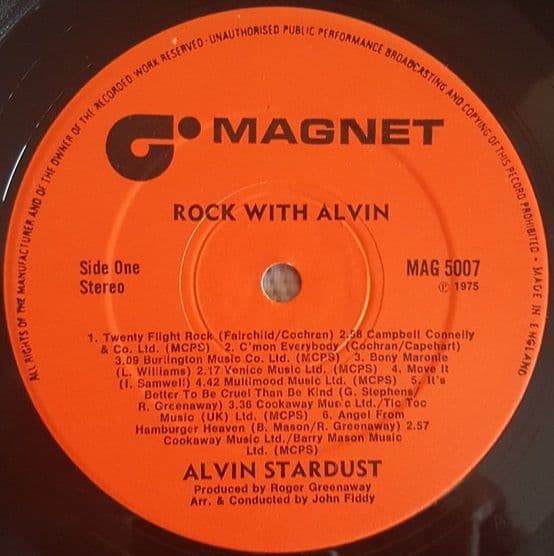 ALL RIGHTS OF THE MANUFACTURER AND OF THE OWNER OF THE RECORDED WORK RESERVED · UNAUTHORISED PUBLIC PERFORMANCE BROADCASTING AND COPYING OF THIS RECORD PROHIBITED · MADE IN ENGLAND
MAGNET
ROCK WITH ALVIN
Side One
Stereo
MAG 5007
℗ 1975
1. Twenty Flight Rock (Fairchild/Cochran) 2.58 Campbell Connelly
& Co. Ltd. (MCPS) 2. C'mon Everybody (Cochran/Capehart)
3.09 Burlington Music Co. Ltd. (MCPS) 3. Bony Maronie
(L. Williams) 2.17 Venice Music Ltd. (MCPS) 4. Move It
(I. Samwell) 4.42 Multimood Music Ltd. (MCPS) 5. It's
Better To Be Cruel Than Be Kind (G. Stephens/
R. Greenaway) 3.36 Cookaway Music Ltd./Tic Toc
Music (UK) Ltd. (MCPS) 6. Angel From
Hamburger Heaven (B. Mason/R. Greenaway) 2.57
Cookaway Music Ltd./Barry Mason Music
Ltd. (MCPS)
ALVIN STARDUST
Produced by Roger Greenaway
Arr. & Conducted by John Fiddy